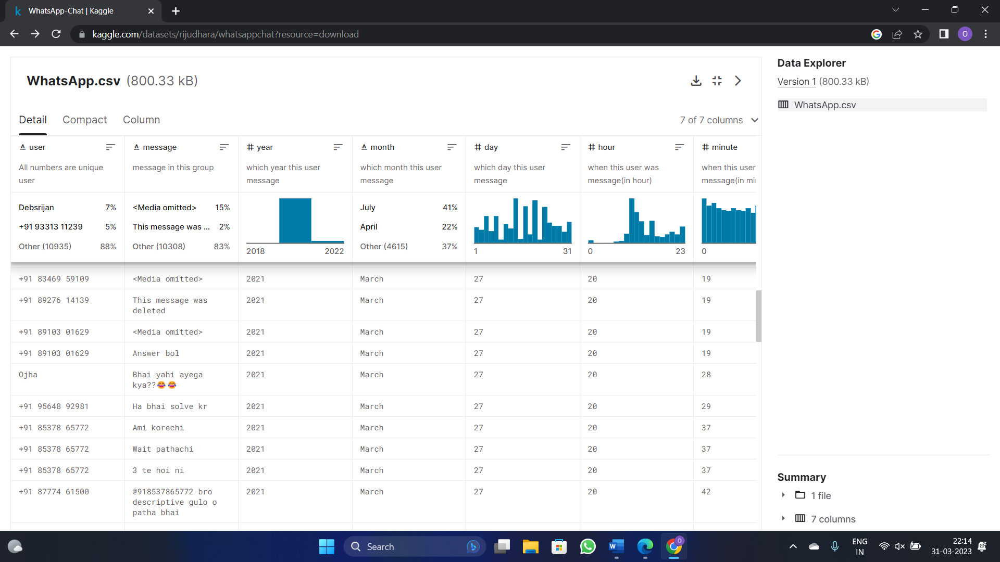 WhatsApp-Chat | Kaggle
kaggle.com/datasets/rijudhara/whatsappchat?resource=download
O
WhatsApp.csv (800.33 kB)
Detail Compact Column
7 of 7 columns
user message year month day hour minute
All numbers are unique user
message in this group
which year this user message
which month this user message
which day this user message
when this user was message(in hour)
when this user message(in
Debsrijan 7%
+91 93313 11239 5%
Other (10935) 88%
<Media omitted> 15%
This message was ... 2%
Other (10308) 83%
2018 2022
July 41%
April 22%
Other (4615) 37%
1 31
0 23
0
+91 83469 59109 <Media omitted> 2021 March 27 20 19
+91 89276 14139 This message was deleted 2021 March 27 20 19
+91 89103 01629 <Media omitted> 2021 March 27 20 19
+91 89103 01629 Answer bol 2021 March 27 20 19
Ojha Bhai yahi ayega kya??😂😂 2021 March 27 20 28
+91 95648 92981 Ha bhai solve kr 2021 March 27 20 29
+91 85378 65772 Ami korechi 2021 March 27 20 37
+91 85378 65772 Wait pathachi 2021 March 27 20 37
+91 85378 65772 3 te hoi ni 2021 March 27 20 37
+91 87774 61500 @918537865772 bro descriptive gulo o patha bhai 2021 March 27 20 42
Data Explorer
Version 1 (800.33 kB)
WhatsApp.csv
Summary
1 file
7 columns
Search
ENG
IN
22:14
31-03-2023